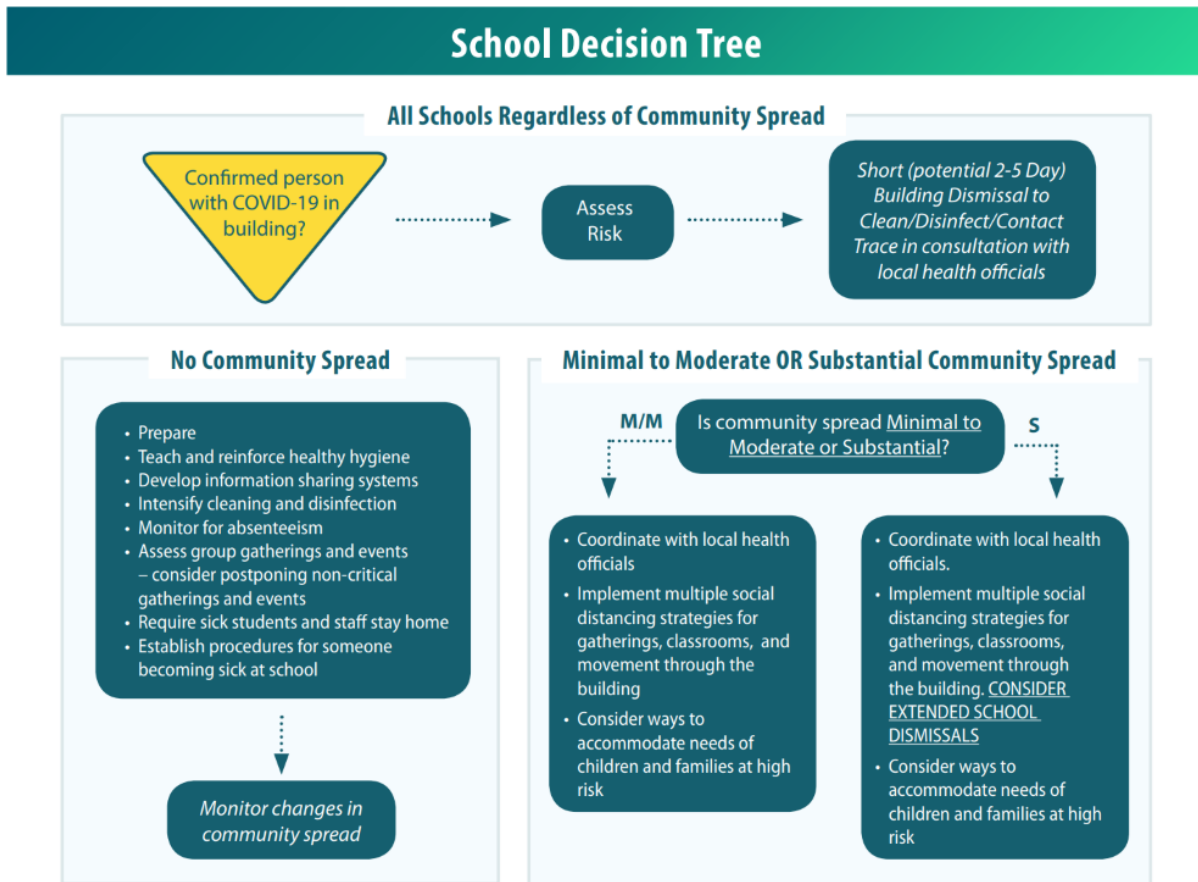 School Decision Tree
All Schools Regardless of Community Spread
Confirmed person
with COVID-19 in
building?
Assess
Risk
Short (potential 2-5 Day)
Building Dismissal to
Clean/Disinfect/Contact
Trace in consultation with
local health officials
No Community Spread
• Prepare
• Teach and reinforce healthy hygiene
• Develop information sharing systems
• Intensify cleaning and disinfection
• Monitor for absenteeism
• Assess group gatherings and events
– consider postponing non-critical
gatherings and events
• Require sick students and staff stay home
• Establish procedures for someone
becoming sick at school
Monitor changes in
community spread
Minimal to Moderate OR Substantial Community Spread
M/M
Is community spread Minimal to
Moderate or Substantial?
S
• Coordinate with local health
officials
• Implement multiple social
distancing strategies for
gatherings, classrooms, and
movement through the
building
• Consider ways to
accommodate needs of
children and families at high
risk
• Coordinate with local health
officials.
• Implement multiple social
distancing strategies for
gatherings, classrooms,
and movement through
the building. CONSIDER
EXTENDED SCHOOL
DISMISSALS
• Consider ways to
accommodate needs of
children and families at high
risk